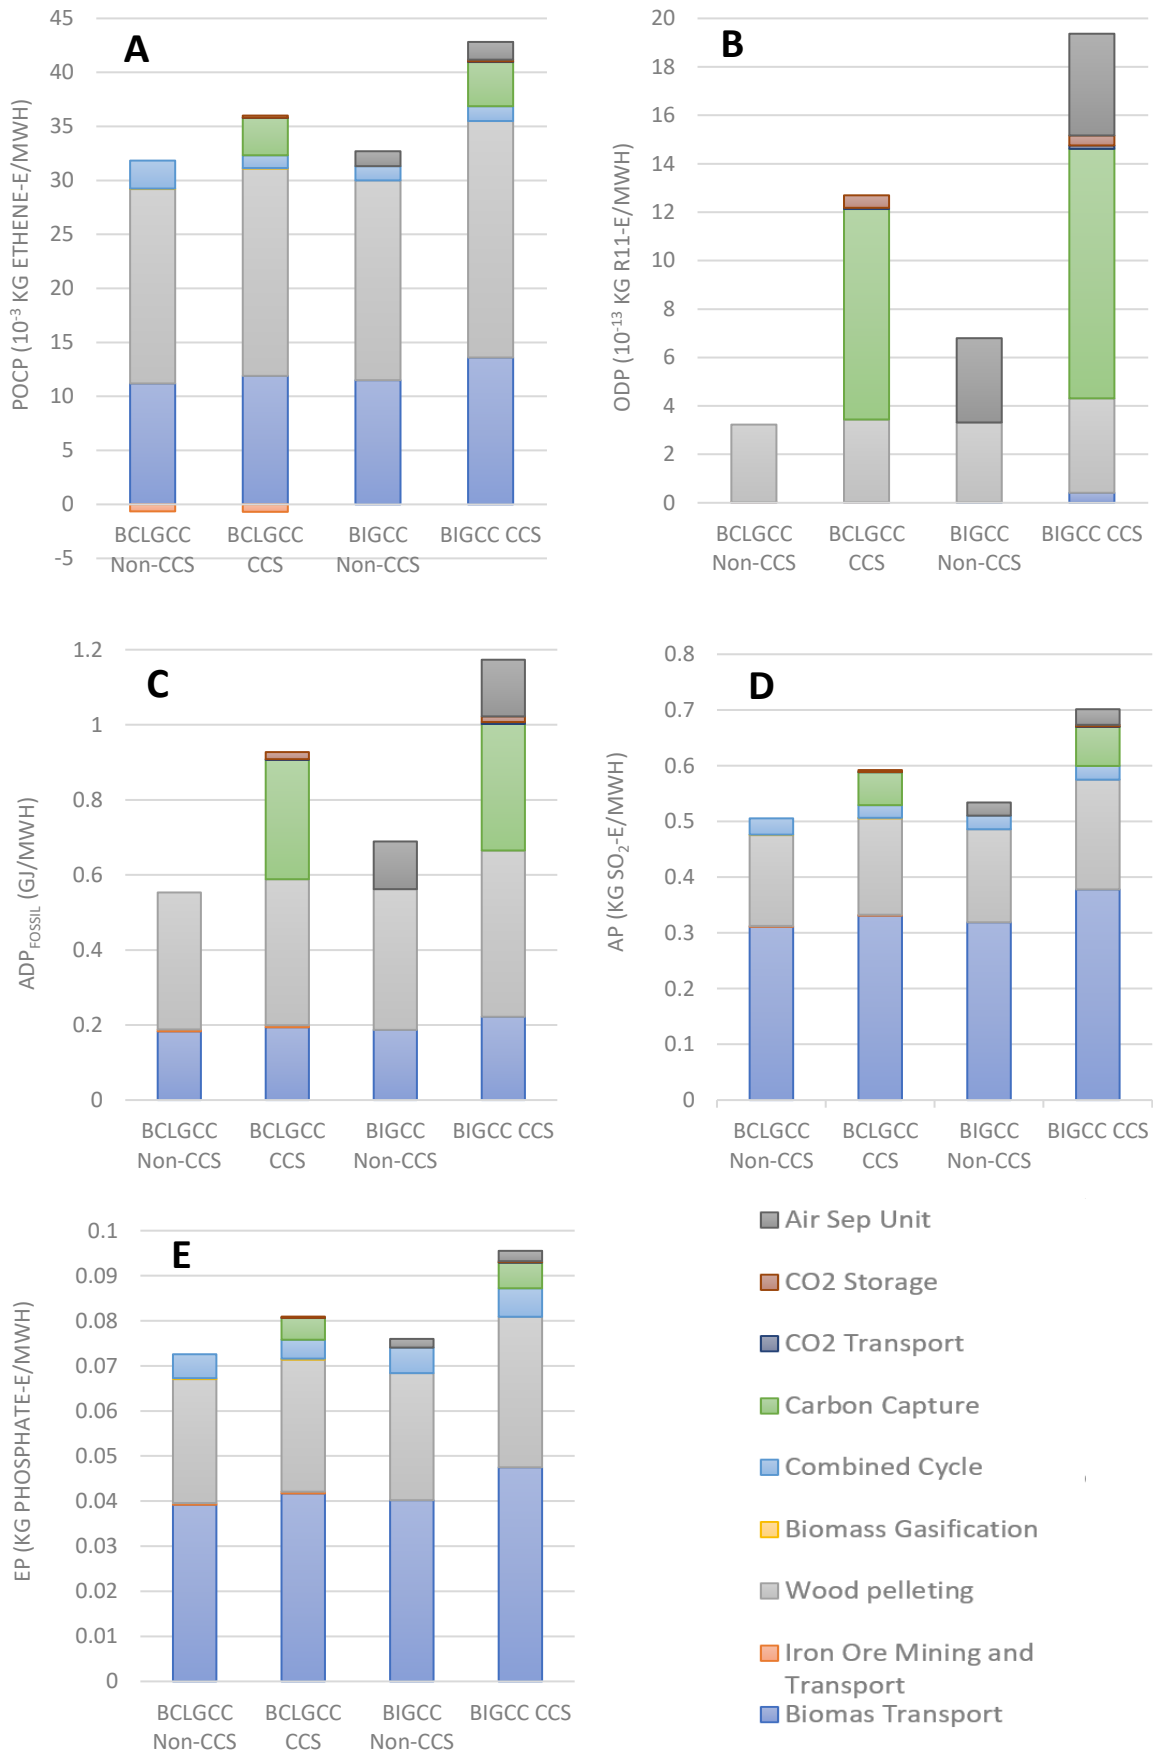 A
POCP (10-3 KG ETHENE-E/MWH)
45
40
35
30
25
20
15
10
5
0
-5
BCLGCC Non-CCS
BCLGCC CCS
BIGCC Non-CCS
BIGCC CCS
B
ODP (10-13 KG R11-E/MWH)
20
18
16
14
12
10
8
6
4
2
0
BCLGCC Non-CCS
BCLGCC CCS
BIGCC Non-CCS
BIGCC CCS
C
ADPFOSSIL (GJ/MWH)
1.2
1
0.8
0.6
0.4
0.2
0
BCLGCC Non-CCS
BCLGCC CCS
BIGCC Non-CCS
BIGCC CCS
D
AP (KG SO2-E/MWH)
0.8
0.7
0.6
0.5
0.4
0.3
0.2
0.1
0
BCLGCC Non-CCS
BCLGCC CCS
BIGCC Non-CCS
BIGCC CCS
E
EP (KG PHOSPHATE-E/MWH)
0.1
0.09
0.08
0.07
0.06
0.05
0.04
0.03
0.02
0.01
0
BCLGCC Non-CCS
BCLGCC CCS
BIGCC Non-CCS
BIGCC CCS
Air Sep Unit
CO2 Storage
CO2 Transport
Carbon Capture
Combined Cycle
Biomass Gasification
Wood pelleting
Iron Ore Mining and
Transport
Biomas Transport